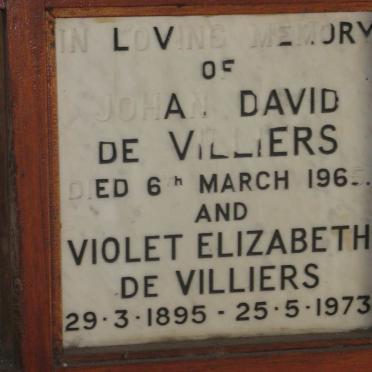 IN LOVING MEMORY
OF
JOHAN DAVID
DE VILLIERS
DIED 6th MARCH
AND
VIOLET ELIZABETH
DE VILLIERS
29·3·1895 - 25·5·1973